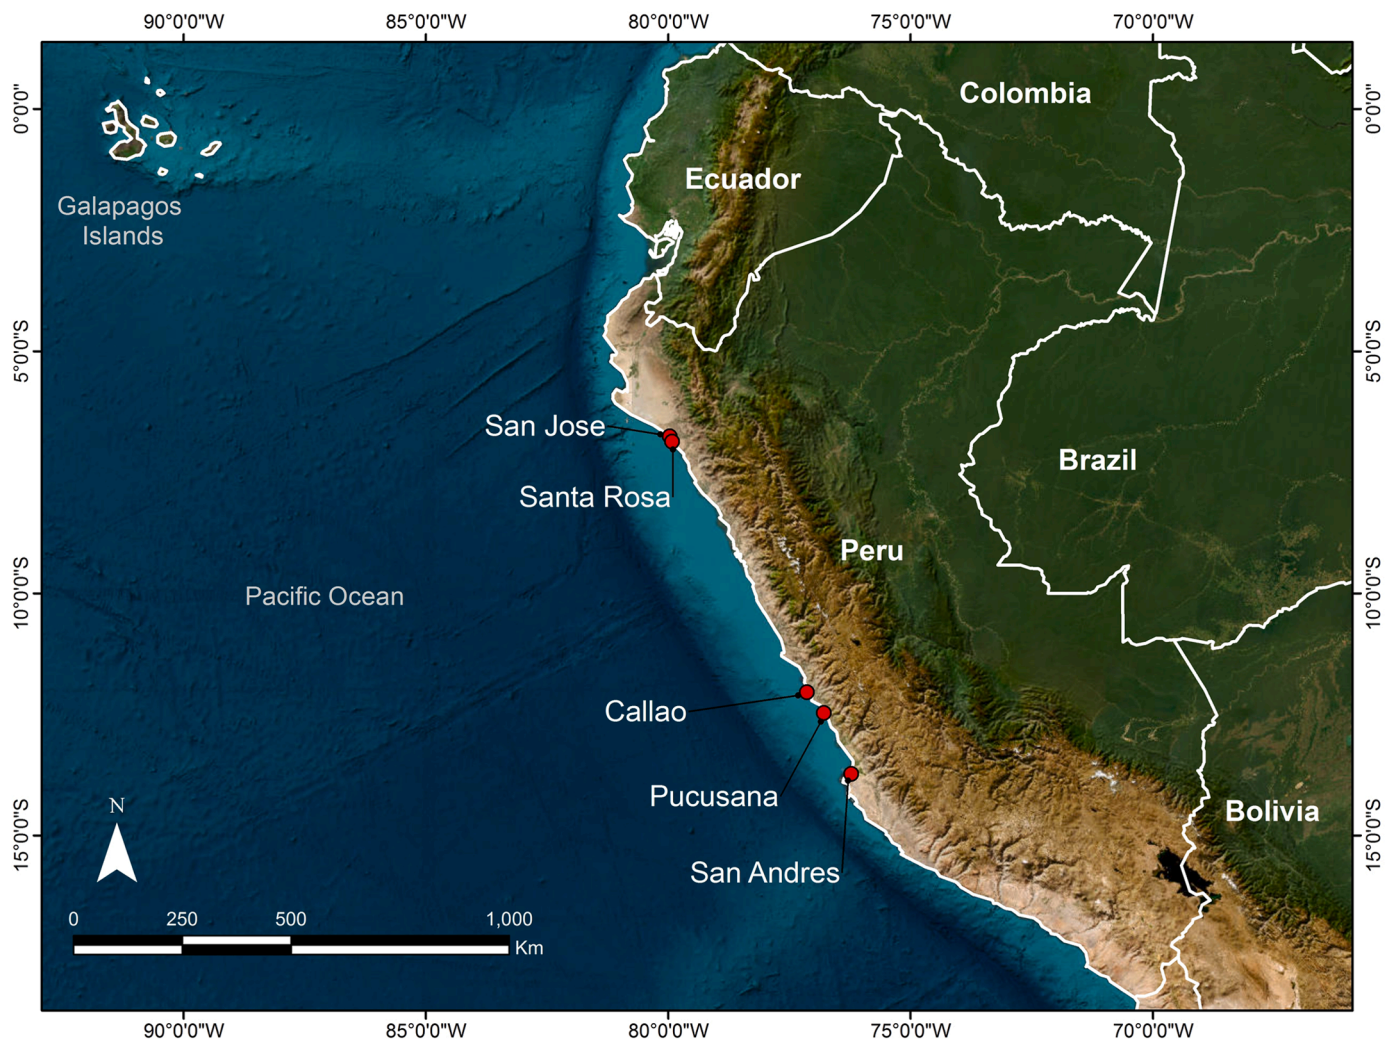 90°0'0"W 85°0'0"W 80°0'0"W 75°0'0"W 70°0'0"W
0°0'0" 0°0'0"
Colombia
Ecuador
Galapagos
Islands
5°0'0"S 5°0'0"S
San Jose
Brazil
Santa Rosa
Peru
10°0'0"S 10°0'0"S
Pacific Ocean
Callao
Pucusana
N
Bolivia
15°0'0"S 15°0'0"S
San Andres
0 250 500 1,000
Km
90°0'0"W 85°0'0"W 80°0'0"W 75°0'0"W 70°0'0"W